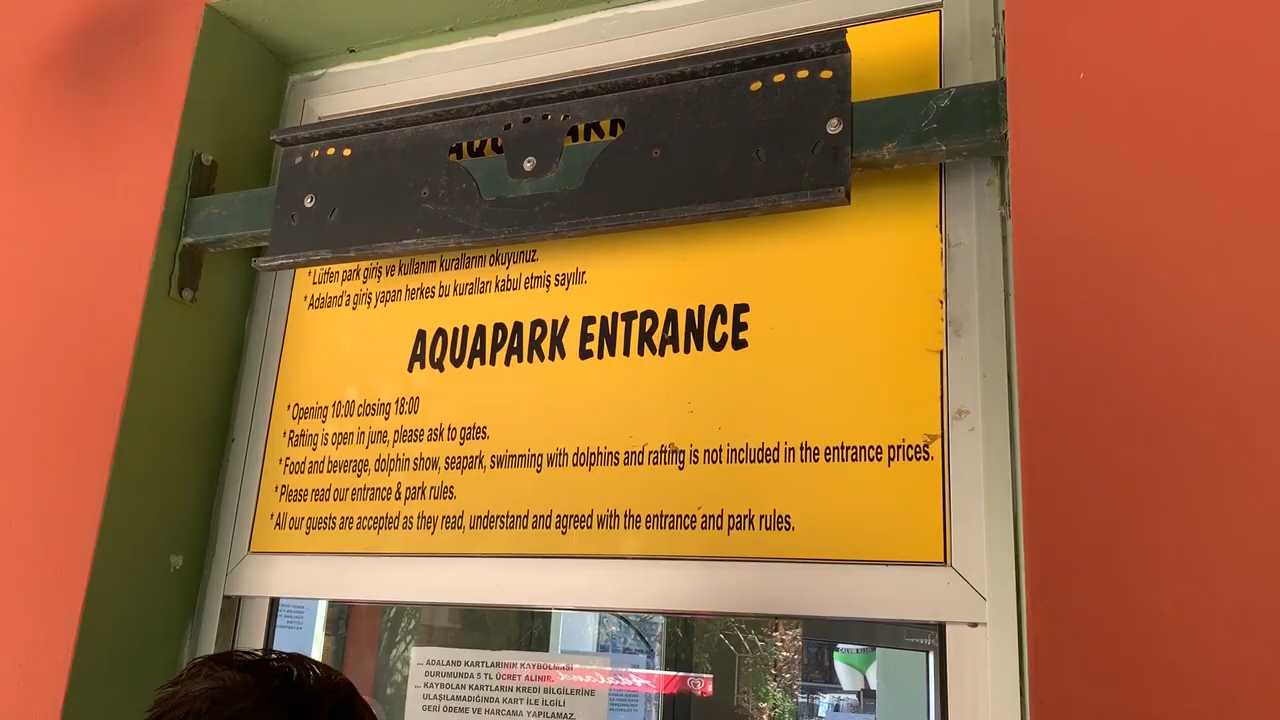 * Lütfen park giriş ve kullanım kurallarını okuyunuz.
* Adaland'a giriş yapan herkes bu kuralları kabul etmiş sayılır.
AQUAPARK ENTRANCE
* Opening 10:00 closing 18:00
* Rafting is open in june, please ask to gates.
* Food and beverage, dolphin show, seapark, swimming with dolphins and rafting is not included in the entrance prices.
* Please read our entrance & park rules.
* All our guests are accepted as they read, understand and agreed with the entrance and park rules.
... ADALAND KARTLARININ KAYBOLMASI
DURUMUNDA 5 TL ÜCRET ALINIR.
... KAYBOLAN KARTLARIN KREDİ BİLGİLERİNE
ULAŞILAMADIĞINDA KART İLE İLGİLİ
GERİ ÖDEME VE HARCAMA YAPILAMAZ.
Adaland
CALVIN KLEIN